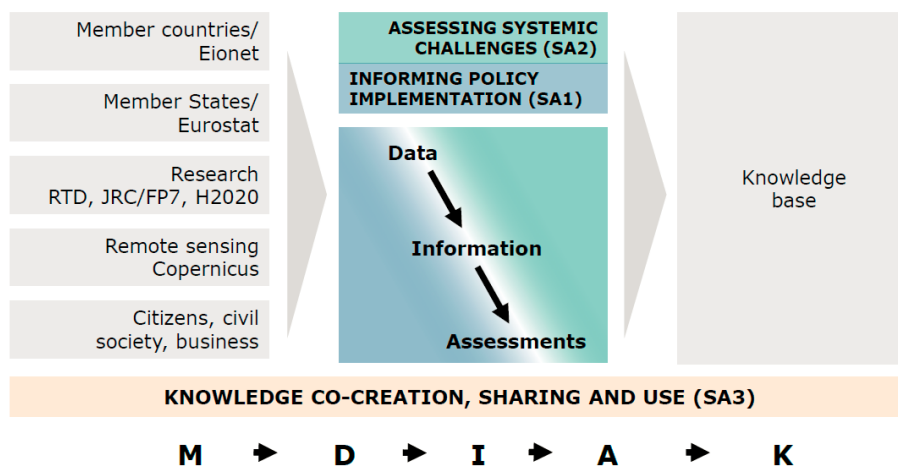 Member countries/
Eionet
Member States/
Eurostat
Research
RTD, JRC/FP7, H2020
Remote sensing
Copernicus
Citizens, civil
society, business
ASSESSING SYSTEMIC
CHALLENGES (SA2)
INFORMING POLICY
IMPLEMENTATION (SA1)
Data
Information
Assessments
Knowledge
base
KNOWLEDGE CO-CREATION, SHARING AND USE (SA3)
M D I A K